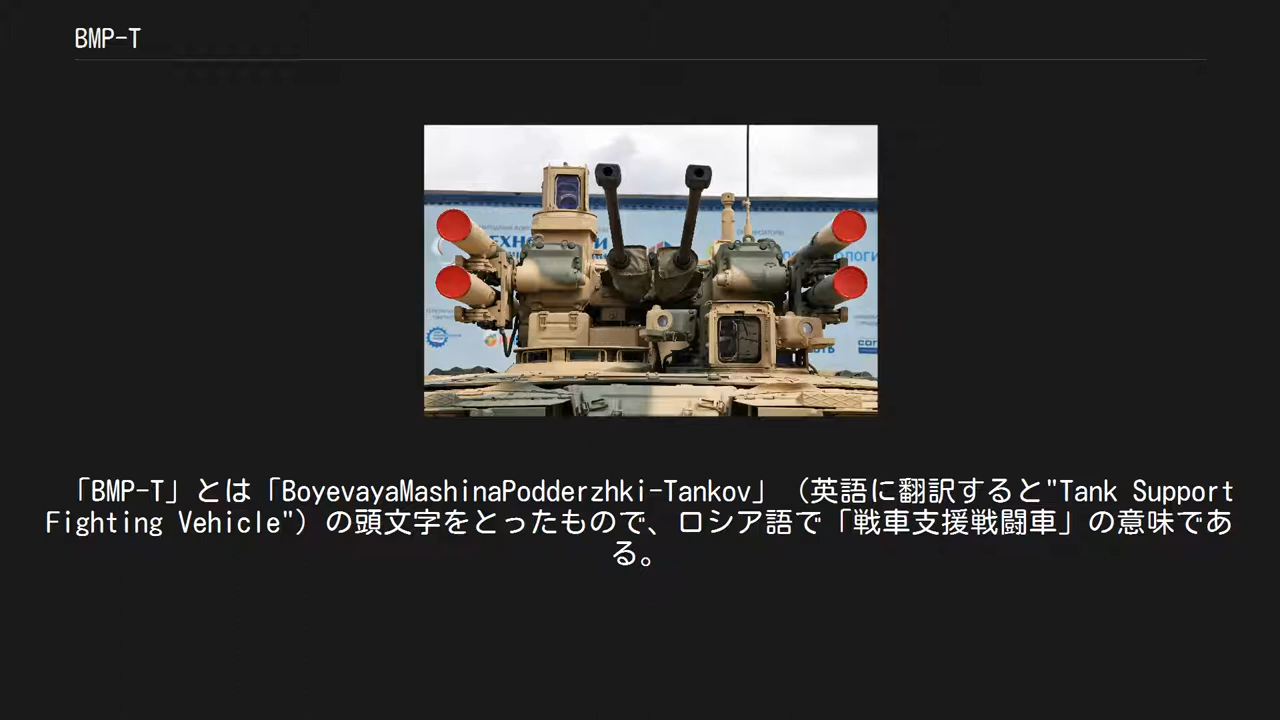 BMP-T
「BMP-T」とは「BoyevayaMashinaPodderzhki-Tankov」（英語に翻訳すると"Tank Support
Fighting Vehicle"）の頭文字をとったもので、ロシア語で「戦車支援戦闘車」の意味であ
る。